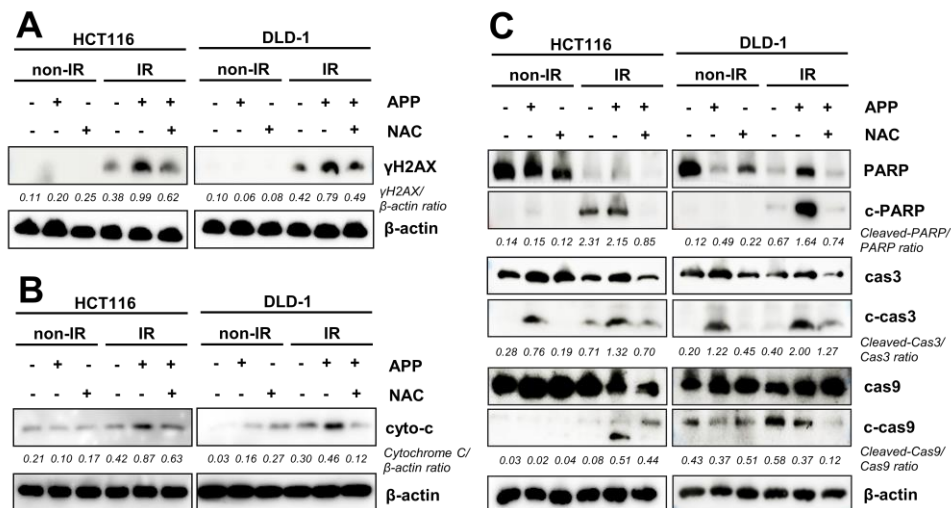 A
HCT116 DLD-1
non-IR IR non-IR IR
- + - - + + - + - - + + APP
- - + - - + - - + - - + NAC
γH2AX
0.11 0.20 0.25 0.38 0.99 0.62 0.10 0.06 0.08 0.42 0.79 0.49 γH2AX/
β-actin ratio
β-actin
B
HCT116 DLD-1
non-IR IR non-IR IR
- + - - + + - + - - + + APP
- - + - - + - - + - - + NAC
cyto-c
0.21 0.10 0.17 0.42 0.87 0.63 0.03 0.16 0.27 0.30 0.46 0.12 Cytochrome C/
β-actin ratio
β-actin
C
HCT116 DLD-1
non-IR IR non-IR IR
- + - - + + - + - - + + APP
- - + - - + - - + - - + NAC
PARP
c-PARP
0.14 0.15 0.12 2.31 2.15 0.85 0.12 0.49 0.22 0.67 1.64 0.74 Cleaved-PARP/
PARP ratio
cas3
c-cas3
0.28 0.76 0.19 0.71 1.32 0.70 0.20 1.22 0.45 0.40 2.00 1.27 Cleaved-Cas3/
Cas3 ratio
cas9
c-cas9
0.03 0.02 0.04 0.08 0.51 0.44 0.43 0.37 0.51 0.58 0.37 0.12 Cleaved-Cas9/
Cas9 ratio
β-actin